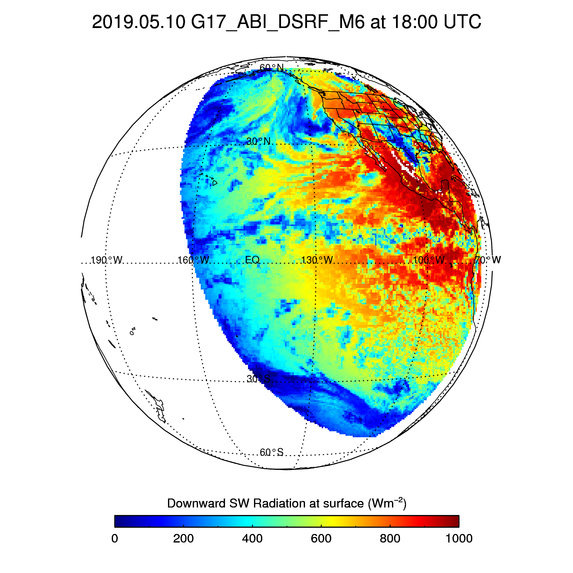 2019.05.10 G17_ABI_DSRF_M6 at 18:00 UTC
60°N
30°N
190°W 160°W EQ 130°W 100°W 70°W
30°S
60°S
Downward SW Radiation at surface (Wm⁻²)
0 200 400 600 800 1000